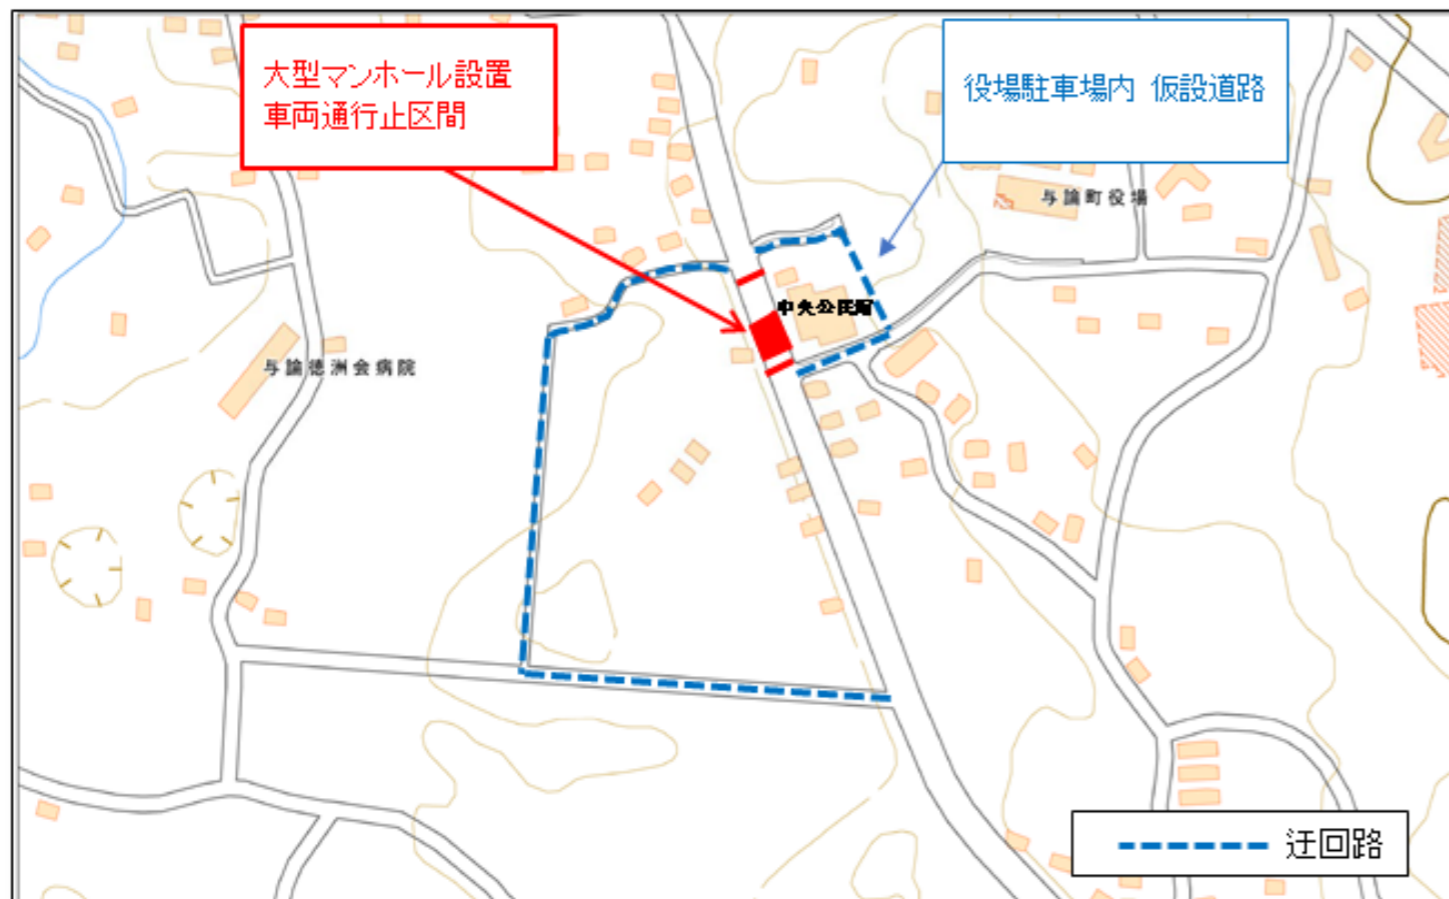 大型マンホール設置
車両通行止区間
役場駐車場内 仮設道路
与論町役場
中央公民館
与論徳洲会病院
迂回路